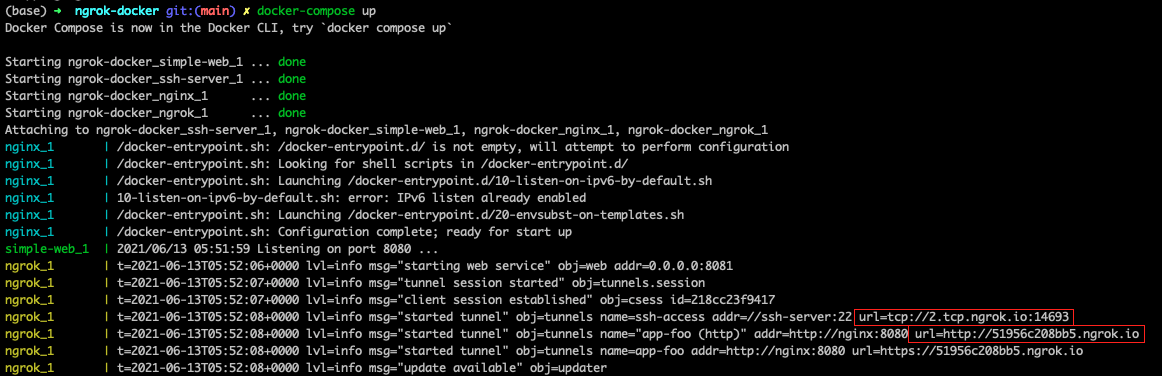 (base) ➜ ngrok-docker git:(main) ✗ docker-compose up
Docker Compose is now in the Docker CLI, try `docker compose up`
Starting ngrok-docker_simple-web_1 ... done
Starting ngrok-docker_ssh-server_1 ... done
Starting ngrok-docker_nginx_1      ... done
Starting ngrok-docker_ngrok_1      ... done
Attaching to ngrok-docker_ssh-server_1, ngrok-docker_simple-web_1, ngrok-docker_nginx_1, ngrok-docker_ngrok_1
nginx_1       | /docker-entrypoint.sh: /docker-entrypoint.d/ is not empty, will attempt to perform configuration
nginx_1       | /docker-entrypoint.sh: Looking for shell scripts in /docker-entrypoint.d/
nginx_1       | /docker-entrypoint.sh: Launching /docker-entrypoint.d/10-listen-on-ipv6-by-default.sh
nginx_1       | 10-listen-on-ipv6-by-default.sh: error: IPv6 listen already enabled
nginx_1       | /docker-entrypoint.sh: Launching /docker-entrypoint.d/20-envsubst-on-templates.sh
nginx_1       | /docker-entrypoint.sh: Configuration complete; ready for start up
simple-web_1  | 2021/06/13 05:51:59 Listening on port 8080 ...
ngrok_1       | t=2021-06-13T05:52:06+0000 lvl=info msg="starting web service" obj=web addr=0.0.0.0:8081
ngrok_1       | t=2021-06-13T05:52:07+0000 lvl=info msg="tunnel session started" obj=tunnels.session
ngrok_1       | t=2021-06-13T05:52:07+0000 lvl=info msg="client session established" obj=csess id=218cc23f9417
ngrok_1       | t=2021-06-13T05:52:08+0000 lvl=info msg="started tunnel" obj=tunnels name=ssh-access addr=//ssh-server:22 url=tcp://2.tcp.ngrok.io:14693
ngrok_1       | t=2021-06-13T05:52:08+0000 lvl=info msg="started tunnel" obj=tunnels name="app-foo (http)" addr=http://nginx:8080 url=http://51956c208bb5.ngrok.io
ngrok_1       | t=2021-06-13T05:52:08+0000 lvl=info msg="started tunnel" obj=tunnels name=app-foo addr=http://nginx:8080 url=https://51956c208bb5.ngrok.io
ngrok_1       | t=2021-06-13T05:52:08+0000 lvl=info msg="update available" obj=updater